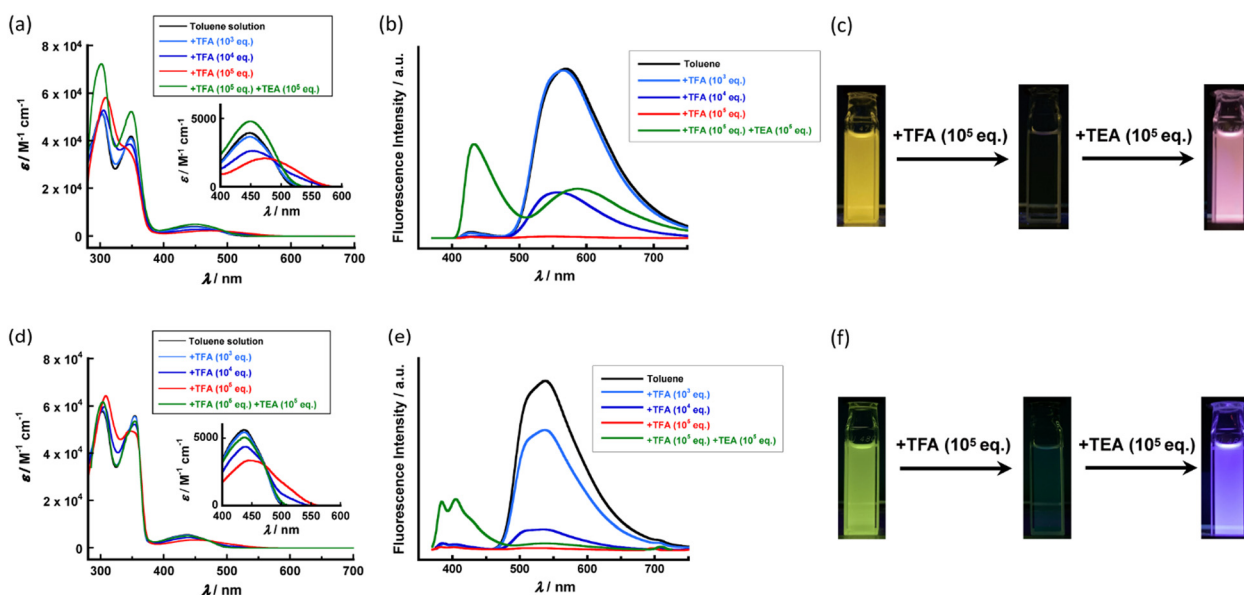 (a)
Toluene solution
+TFA (10³ eq.)
+TFA (10⁴ eq.)
+TFA (10⁵ eq.)
+TFA (10⁵ eq.) +TEA (10⁵ eq.)
8 x 10⁴
6 x 10⁴
4 x 10⁴
2 x 10⁴
0
ε / M⁻¹ cm⁻¹
300 400 500 600 700
λ / nm
5000
0
ε / M⁻¹ cm⁻¹
400 450 500 550 600
λ / nm
(b)
Toluene
+TFA (10³ eq.)
+TFA (10⁴ eq.)
+TFA (10⁵ eq.)
+TFA (10⁵ eq.) +TEA (10⁵ eq.)
Fluorescence Intensity / a.u.
400 500 600 700
λ / nm
(c)
+TFA (10⁵ eq.)
+TEA (10⁵ eq.)
(d)
Toluene solution
+TFA (10³ eq.)
+TFA (10⁴ eq.)
+TFA (10⁵ eq.)
+TFA (10⁵ eq.) +TEA (10⁵ eq.)
8 x 10⁴
6 x 10⁴
4 x 10⁴
2 x 10⁴
0
ε / M⁻¹ cm⁻¹
300 400 500 600 700
λ / nm
5000
0
ε / M⁻¹ cm⁻¹
400 450 500 550 600
λ / nm
(e)
Toluene
+TFA (10³ eq.)
+TFA (10⁴ eq.)
+TFA (10⁵ eq.)
+TFA (10⁵ eq.) +TEA (10⁵ eq.)
Fluorescence Intensity / a.u.
400 500 600 700
λ / nm
(f)
+TFA (10⁵ eq.)
+TEA (10⁵ eq.)